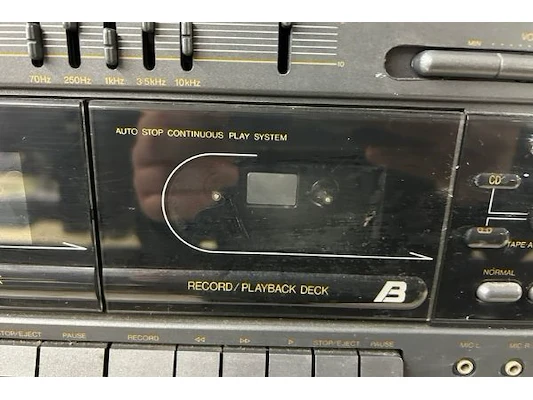 VO
MIN
10
70Hz 250Hz 1kHz 3.5kHz 10kHz
AUTO STOP CONTINUOUS PLAY SYSTEM
CD
TAPE A
NORMAL
RECORD/PLAYBACK DECK B
STOP/EJECT PAUSE RECORD STOP/EJECT PAUSE
MIC L MIC R